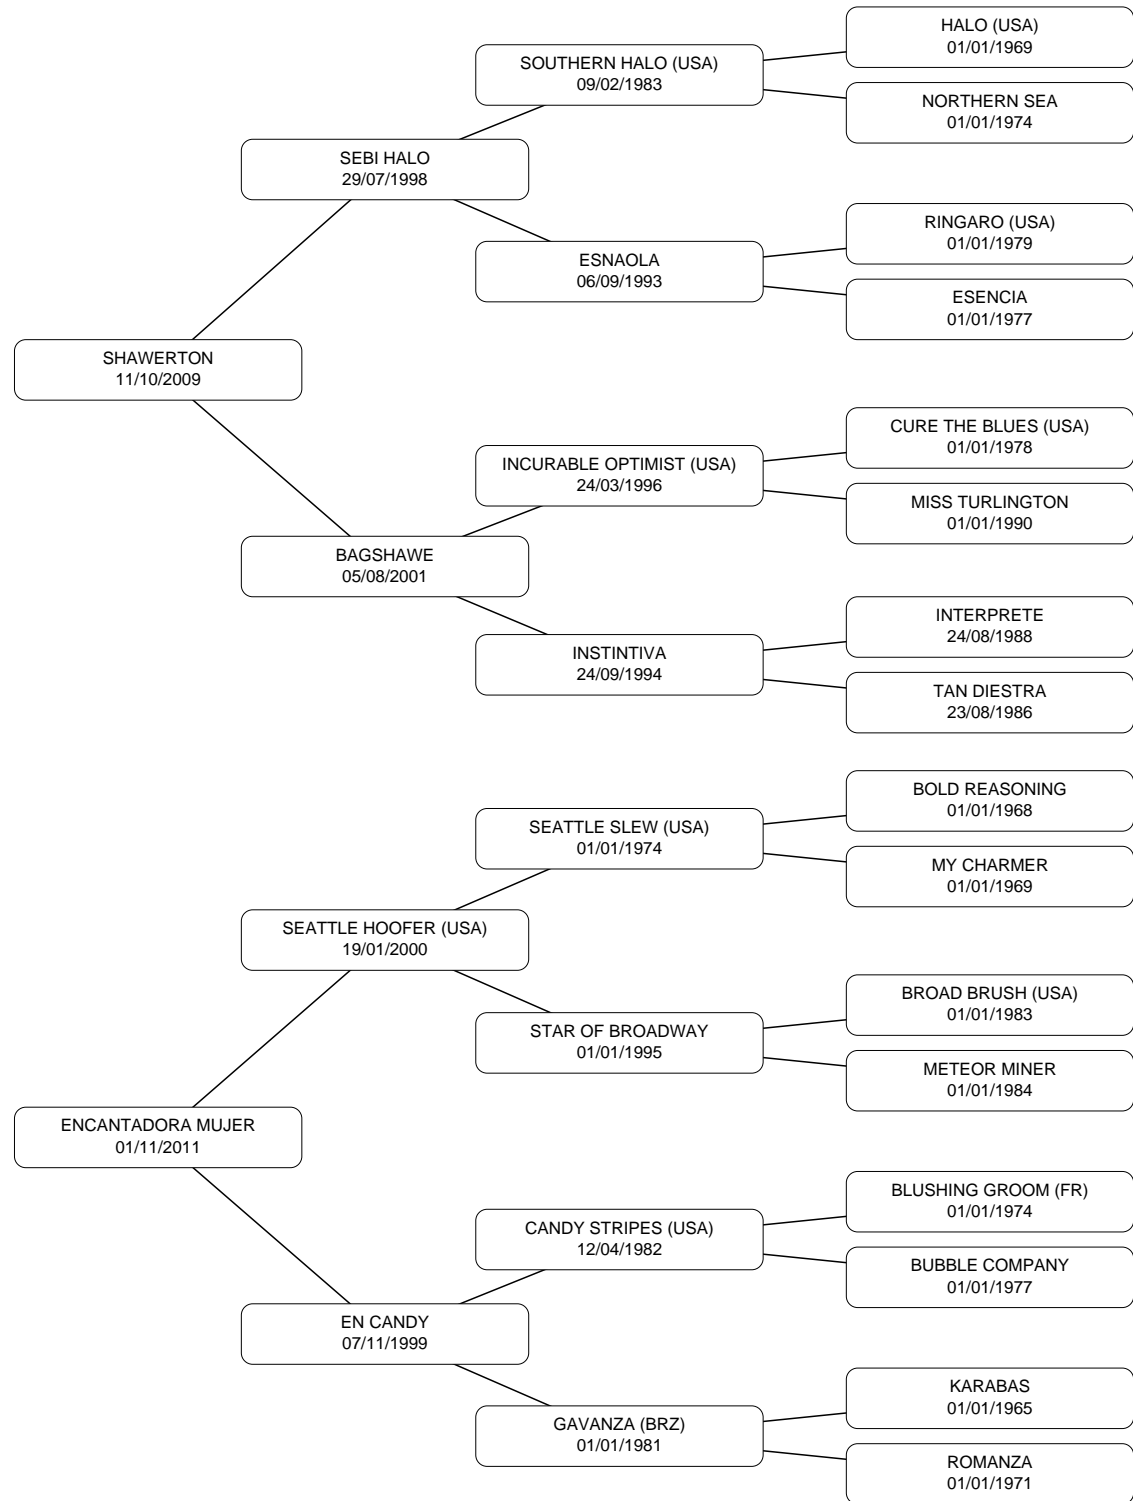 HALO (USA)
01/01/1969
SOUTHERN HALO (USA)
09/02/1983
NORTHERN SEA
01/01/1974
SEBI HALO
29/07/1998
RINGARO (USA)
01/01/1979
ESNAOLA
06/09/1993
ESENCIA
01/01/1977
SHAWERTON
11/10/2009
CURE THE BLUES (USA)
01/01/1978
INCURABLE OPTIMIST (USA)
24/03/1996
MISS TURLINGTON
01/01/1990
BAGSHAWE
05/08/2001
INTERPRETE
24/08/1988
INSTINTIVA
24/09/1994
TAN DIESTRA
23/08/1986
BOLD REASONING
01/01/1968
SEATTLE SLEW (USA)
01/01/1974
MY CHARMER
01/01/1969
SEATTLE HOOFER (USA)
19/01/2000
BROAD BRUSH (USA)
01/01/1983
STAR OF BROADWAY
01/01/1995
METEOR MINER
01/01/1984
ENCANTADORA MUJER
01/11/2011
BLUSHING GROOM (FR)
01/01/1974
CANDY STRIPES (USA)
12/04/1982
BUBBLE COMPANY
01/01/1977
EN CANDY
07/11/1999
KARABAS
01/01/1965
GAVANZA (BRZ)
01/01/1981
ROMANZA
01/01/1971